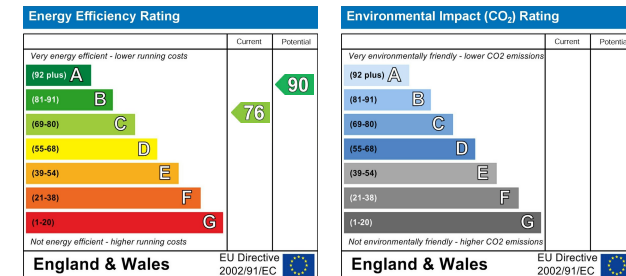 Energy Efficiency Rating
Current Potential
Very energy efficient - lower running costs
(92 plus) A
(81-91) B
(69-80) C
(55-68) D
(39-54) E
(21-38) F
(1-20) G
76
90
Not energy efficient - higher running costs
England & Wales
EU Directive
2002/91/EC
Environmental Impact (CO2) Rating
Current Potential
Very environmentally friendly - lower CO2 emissions
(92 plus) A
(81-91) B
(69-80) C
(55-68) D
(39-54) E
(21-38) F
(1-20) G
Not environmentally friendly - higher CO2 emissions
England & Wales
EU Directive
2002/91/EC